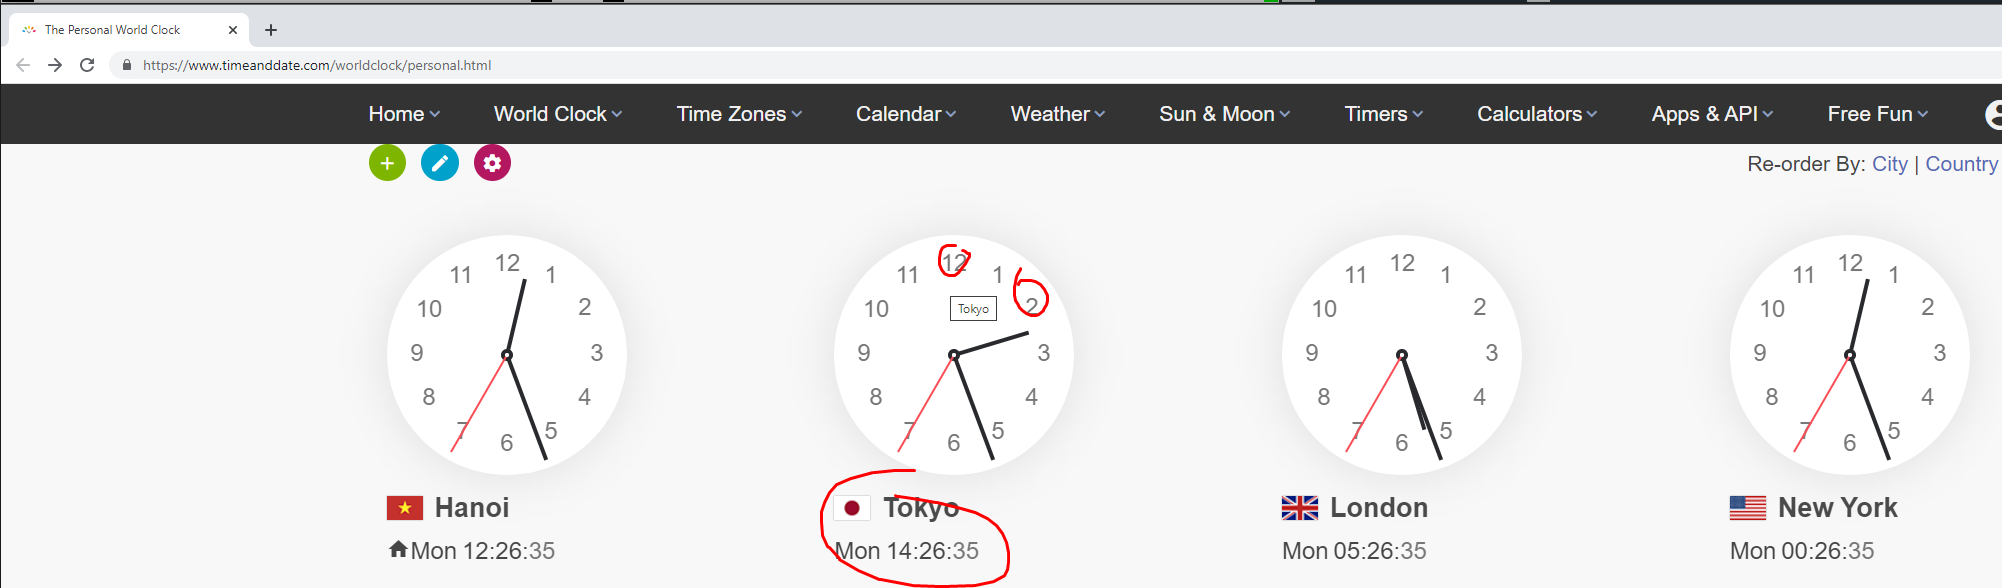 The Personal World Clock
https://www.timeanddate.com/worldclock/personal.html
Home World Clock Time Zones Calendar Weather Sun & Moon Timers Calculators Apps & API Free Fun
Re-order By: City | Country
12
11 1
10 2
9 3
8 4
7 5
6
Hanoi
Mon 12:26:35
12
11 1
Tokyo
10 2
9 3
8 4
7 5
6
Tokyo
Mon 14:26:35
12
11 1
10 2
9 3
8 4
7 5
6
London
Mon 05:26:35
12
11 1
10 2
9 3
8 4
7 5
6
New York
Mon 00:26:35